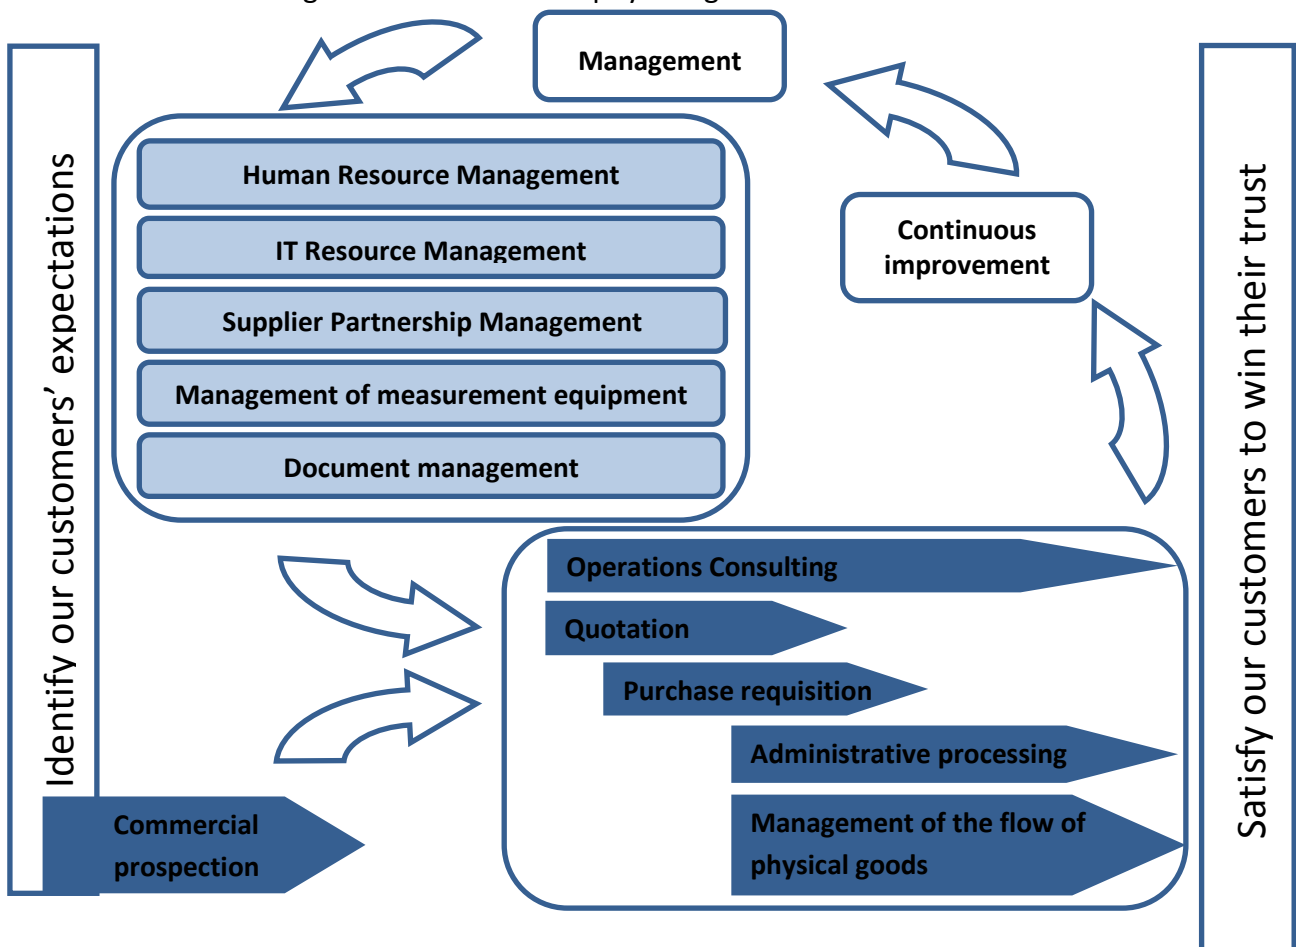 Management
Identify our customers’ expectations
Human Resource Management
IT Resource Management
Supplier Partnership Management
Management of measurement equipment
Document management
Continuous
improvement
Satisfy our customers to win their trust
Operations Consulting
Quotation
Purchase requisition
Administrative processing
Management of the flow of
physical goods
Commercial
prospection